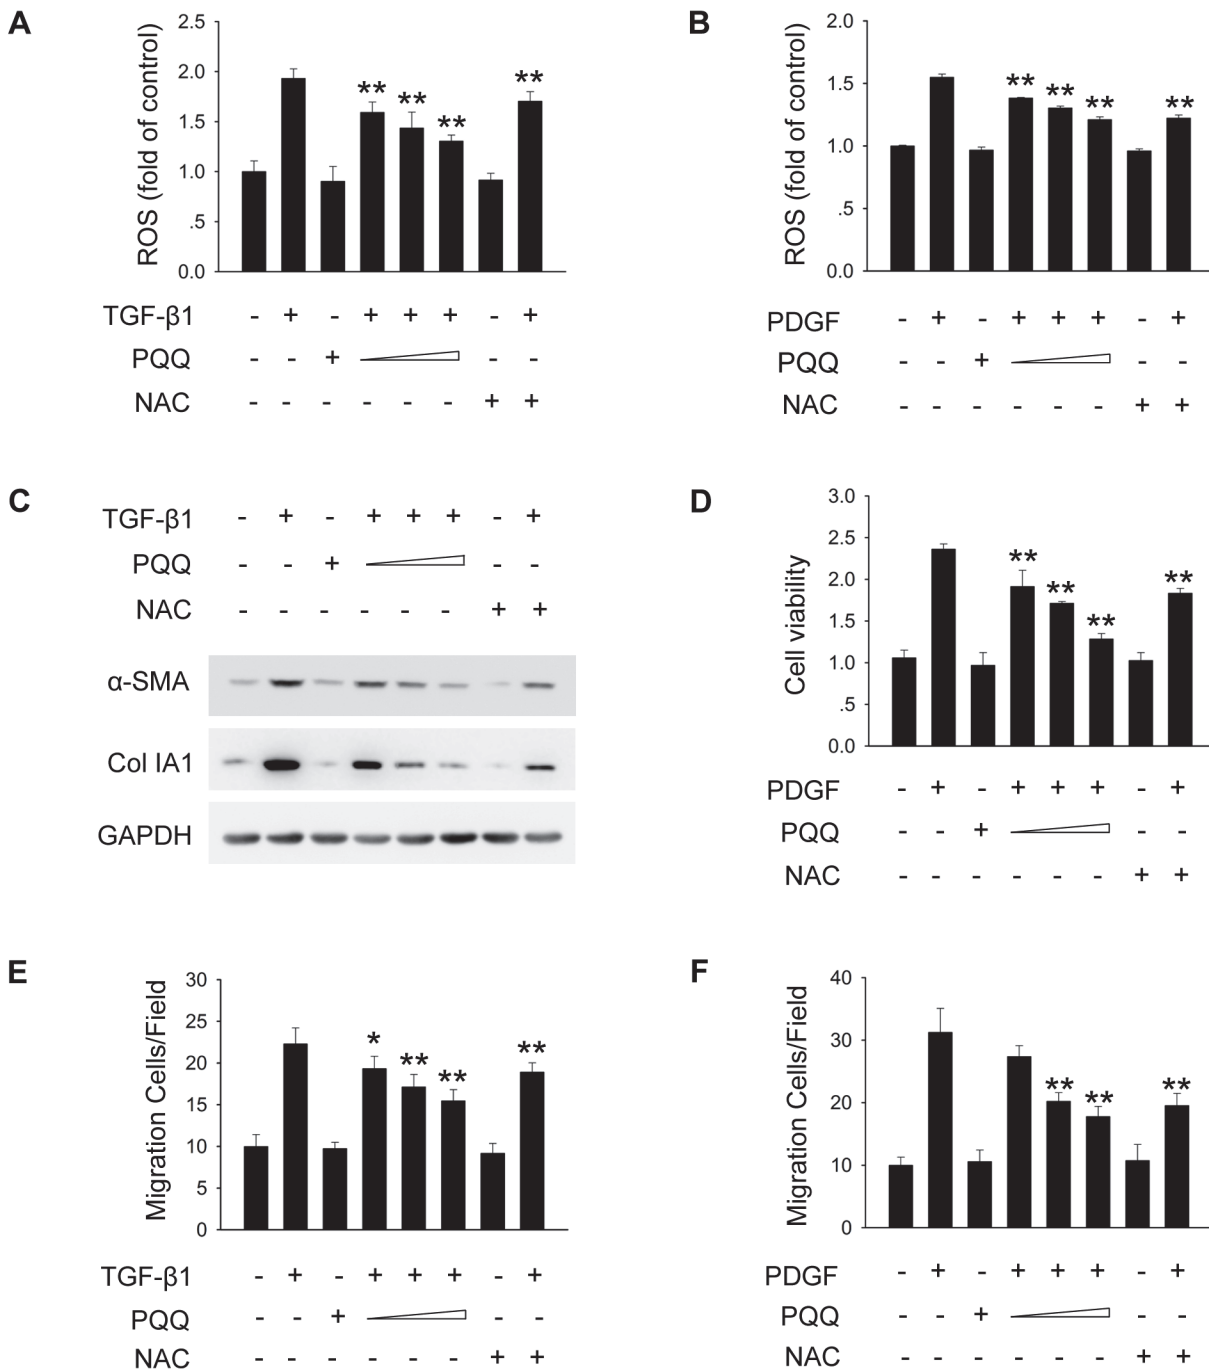 A
ROS (fold of control)
2.5
2.0
1.5
1.0
.5
0.0
** ** ** **
TGF-β1 - + - + + + - +
PQQ - - + - -
NAC - - - - - - + +
B
ROS (fold of control)
2.0
1.5
1.0
.5
0.0
** ** ** **
PDGF - + - + + + - +
PQQ - - + - -
NAC - - - - - - + +
C
TGF-β1 - + - + + + - +
PQQ - - + - -
NAC - - - - - - + +
α-SMA
Col IA1
GAPDH
D
Cell viability
3.0
2.5
2.0
1.5
1.0
.5
0.0
** ** ** **
PDGF - + - + + + - +
PQQ - - + - -
NAC - - - - - - + +
E
Migration Cells/Field
30
25
20
15
10
5
0
* ** ** **
TGF-β1 - + - + + + - +
PQQ - - + - -
NAC - - - - - - + +
F
Migration Cells/Field
40
30
20
10
0
** ** **
PDGF - + - + + + - +
PQQ - - + - -
NAC - - - - - - + +